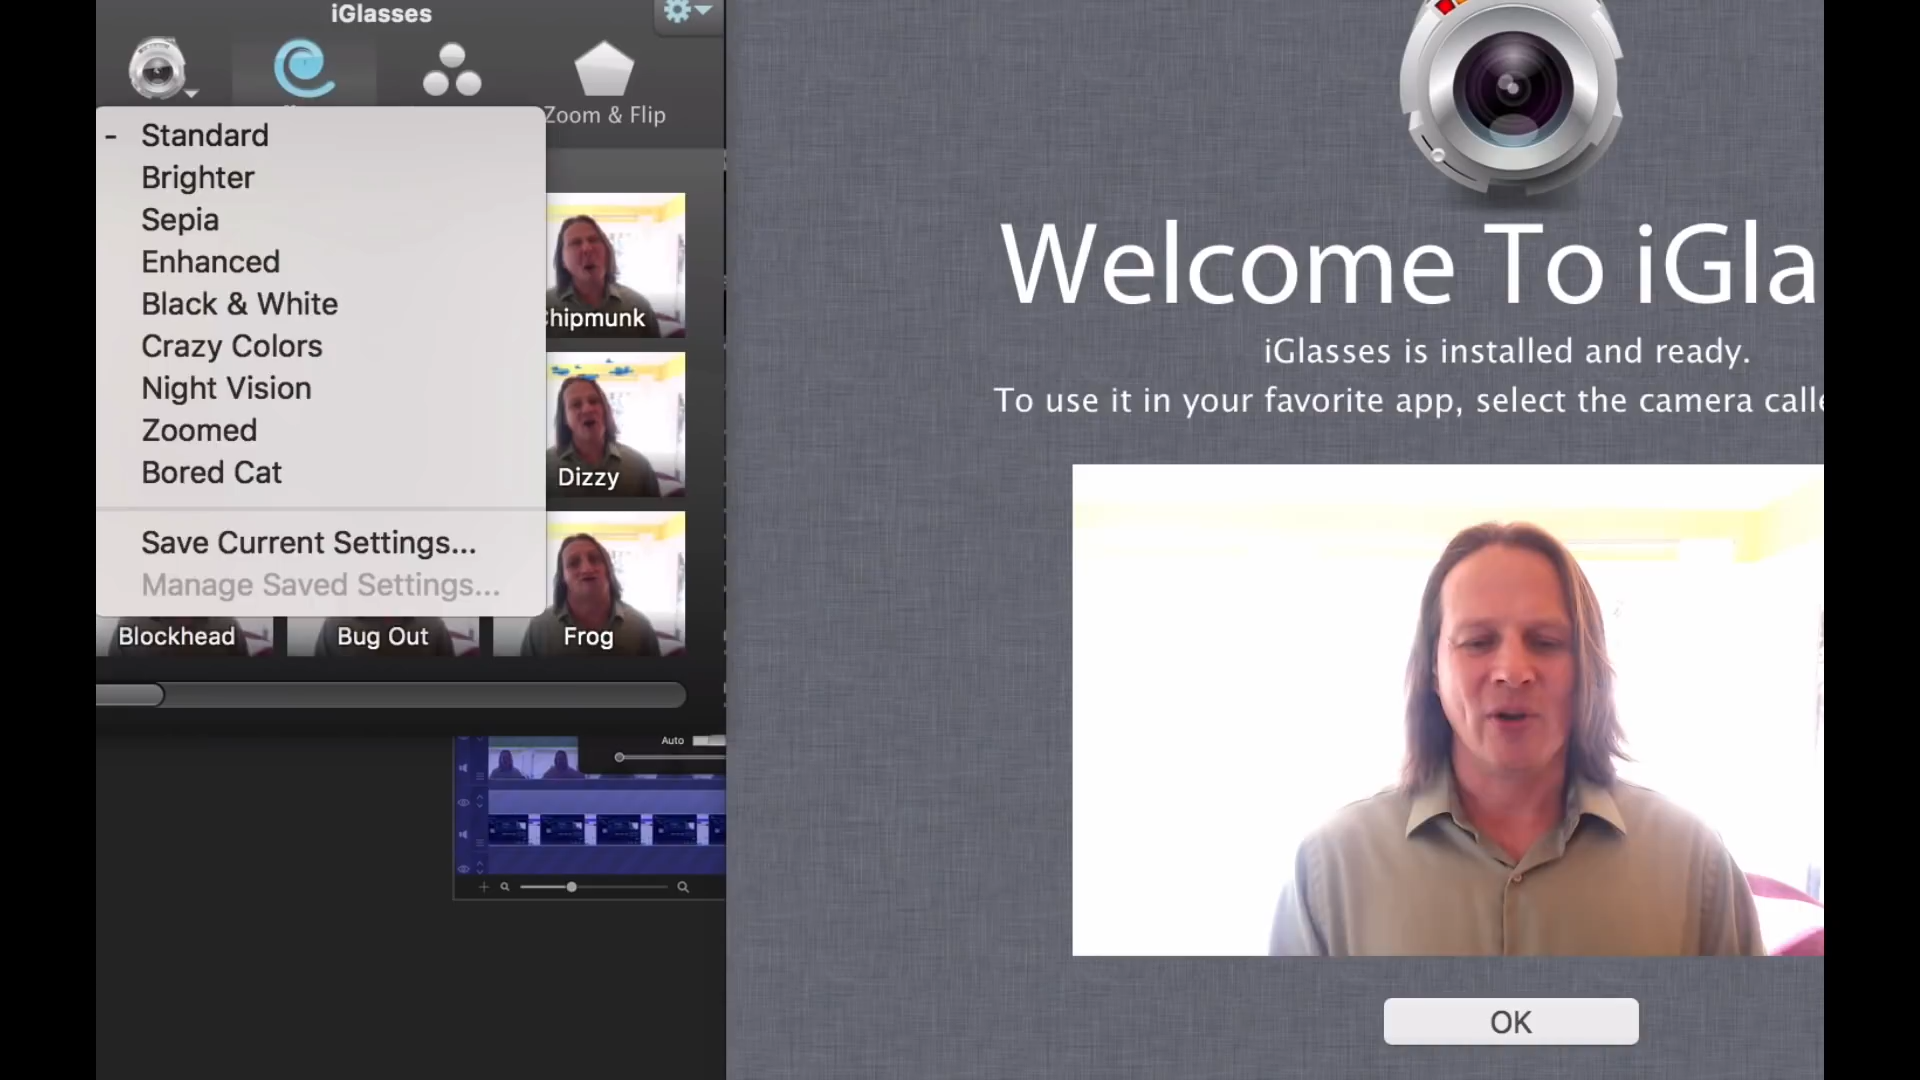 iGlasses
Zoom & Flip
- Standard
Brighter
Sepia
Enhanced
Black & White
Crazy Colors
Night Vision
Zoomed
Bored Cat
Save Current Settings...
Manage Saved Settings...
Chipmunk
Dizzy
Blockhead
Bug Out
Frog
Auto
Welcome To iGla
iGlasses is installed and ready.
To use it in your favorite app, select the camera calle
OK